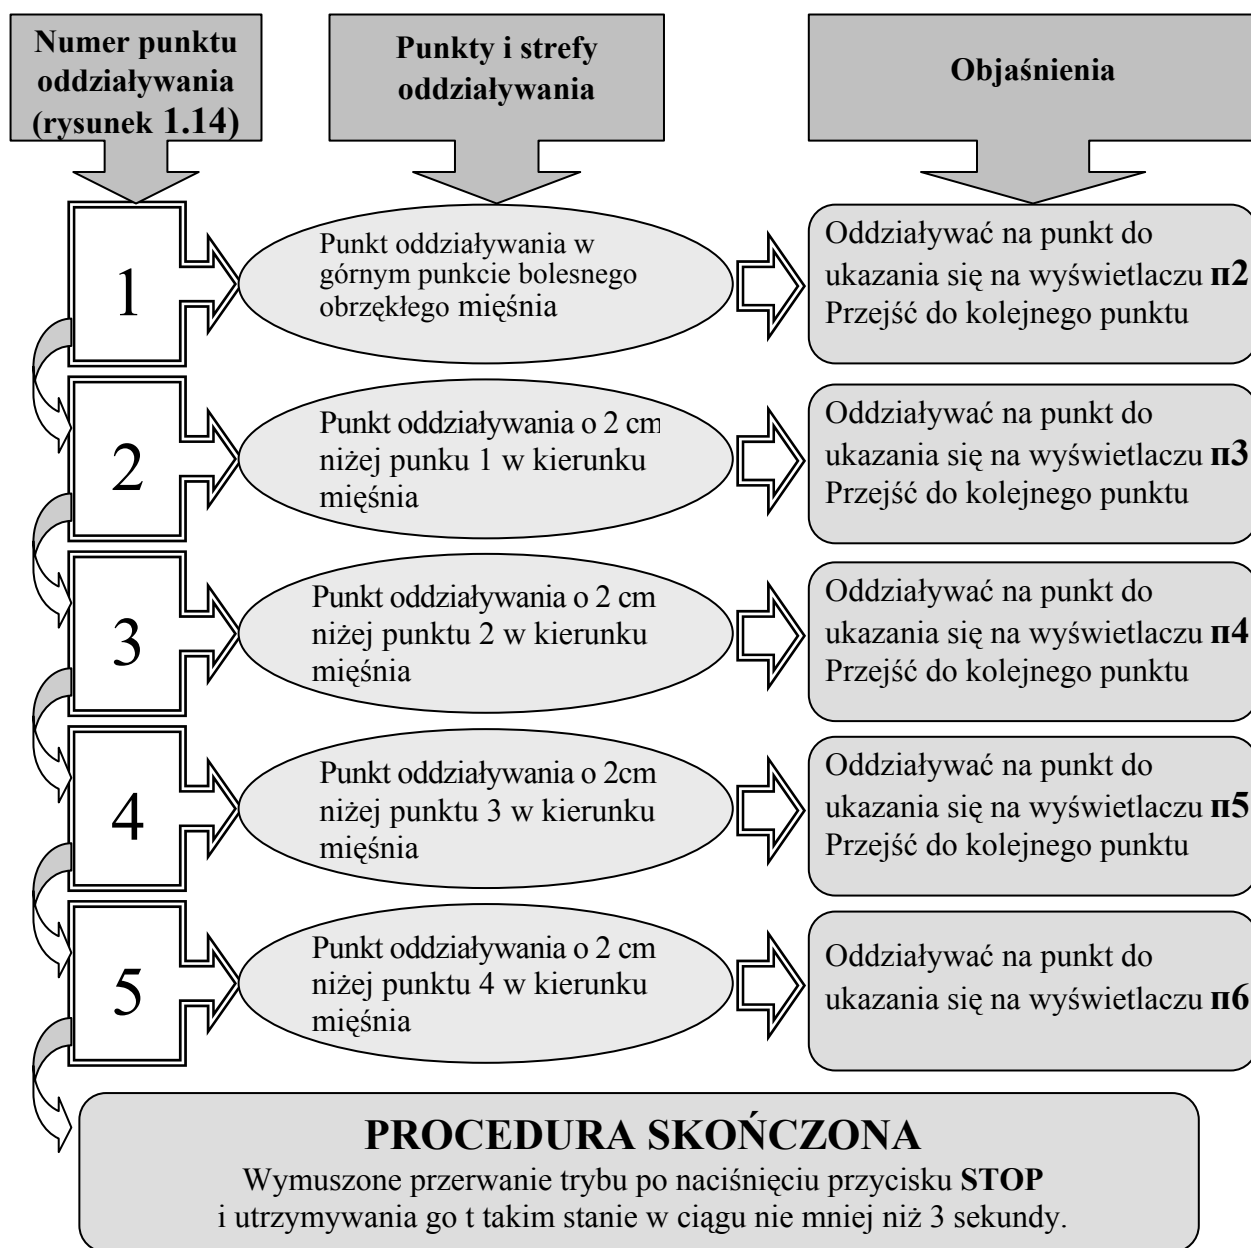 Numer punktu
oddziaływania
(rysunek 1.14)
Punkty i strefy
oddziaływania
Objaśnienia
1
Punkt oddziaływania w
górnym punkcie bolesnego
obrzękłego mięśnia
Oddziaływać na punkt do
ukazania się na wyświetlaczu п2
Przejść do kolejnego punktu
2
Punkt oddziaływania o 2 cm
niżej punku 1 w kierunku
mięśnia
Oddziaływać na punkt do
ukazania się na wyświetlaczu п3
Przejść do kolejnego punktu
3
Punkt oddziaływania o 2 cm
niżej punktu 2 w kierunku
mięśnia
Oddziaływać na punkt do
ukazania się na wyświetlaczu п4
Przejść do kolejnego punktu
4
Punkt oddziaływania o 2cm
niżej punktu 3 w kierunku
mięśnia
Oddziaływać na punkt do
ukazania się na wyświetlaczu п5
Przejść do kolejnego punktu
5
Punkt oddziaływania o 2 cm
niżej punktu 4 w kierunku
mięśnia
Oddziaływać na punkt do
ukazania się na wyświetlaczu п6
PROCEDURA SKOŃCZONA
Wymuszone przerwanie trybu po naciśnięciu przycisku STOP
i utrzymywania go t takim stanie w ciągu nie mniej niż 3 sekundy.